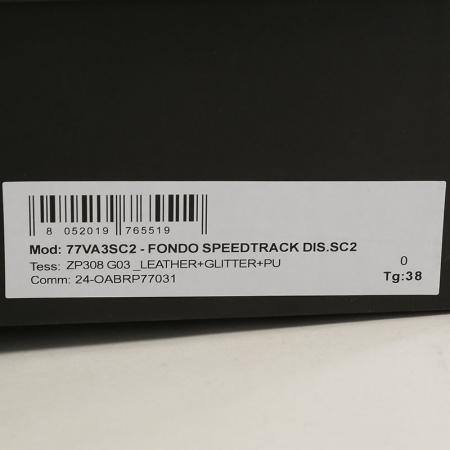 8 052019 765519
Mod: 77VA3SC2 - FONDO SPEEDTRACK DIS.SC2
Tess: ZP308 G03 _LEATHER+GLITTER+PU 0
Comm: 24-OABRP77031 Tg:38